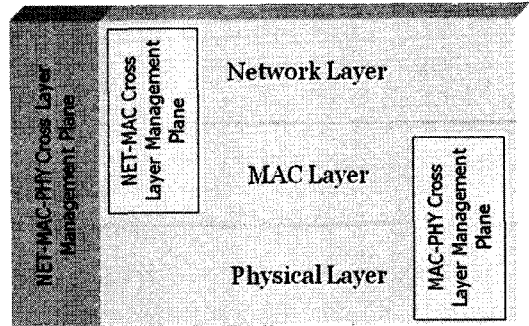 NET-MAC-PHY Cross Layer
Management Plane
NET-MAC Cross
Layer Management
Plane
Network Layer
MAC Layer
Physical Layer
MAC-PHY Cross
Layer Management
Plane